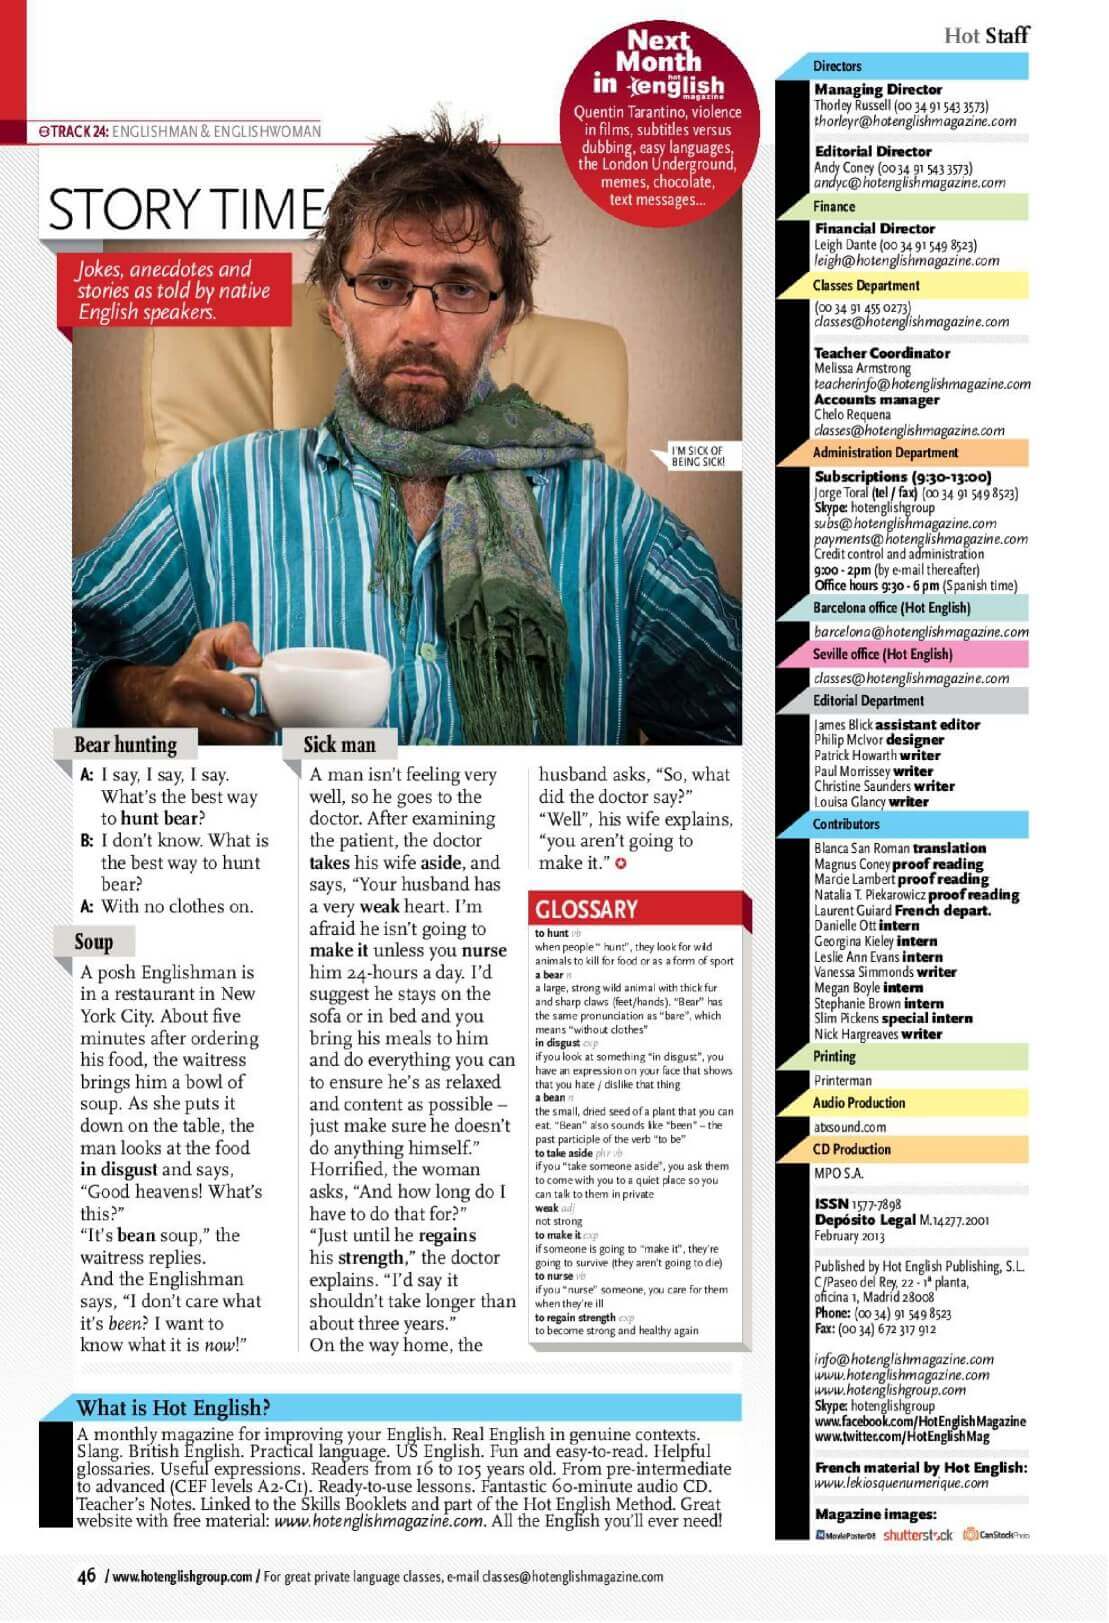 TRACK 24: ENGLISHMAN & ENGLISHWOMAN
STORY TIME
Jokes, anecdotes and
stories as told by native
English speakers.
Next
Month
in hot english
magazine
Quentin Tarantino, violence
in films, subtitles versus
dubbing, easy languages,
the London Underground,
memes, chocolate,
text messages...
I'M SICK OF
BEING SICK!
Bear hunting
A: I say, I say, I say.
What's the best way
to hunt bear?
B: I don't know. What is
the best way to hunt
bear?
A: With no clothes on.
Soup
A posh Englishman is
in a restaurant in New
York City. About five
minutes after ordering
his food, the waitress
brings him a bowl of
soup. As she puts it
down on the table, the
man looks at the food
in disgust and says,
"Good heavens! What's
this?"
"It's bean soup," the
waitress replies.
And the Englishman
says, "I don't care what
it's been? I want to
know what it is now!"
Sick man
A man isn't feeling very
well, so he goes to the
doctor. After examining
the patient, the doctor
takes his wife aside, and
says, "Your husband has
a very weak heart. I'm
afraid he isn't going to
make it unless you nurse
him 24-hours a day. I'd
suggest he stays on the
sofa or in bed and you
bring his meals to him
and do everything you can
to ensure he's as relaxed
and content as possible –
just make sure he doesn't
do anything himself."
Horrified, the woman
asks, "And how long do I
have to do that for?"
"Just until he regains
his strength," the doctor
explains. "I'd say it
shouldn't take longer than
about three years."
On the way home, the
husband asks, "So, what
did the doctor say?"
"Well", his wife explains,
"you aren't going to
make it."
GLOSSARY
to hunt vb
when people " hunt", they look for wild
animals to kill for food or as a form of sport
a bear n
a large, strong wild animal with thick fur
and sharp claws (feet/hands). "Bear" has
the same pronunciation as "bare", which
means "without clothes"
in disgust exp
if you look at something "in disgust", you
have an expression on your face that shows
that you hate / dislike that thing
a bean n
the small, dried seed of a plant that you can
eat. "Bean" also sounds like "been" – the
past participle of the verb "to be"
to take aside phr vb
if you "take someone aside", you ask them
to come with you to a quiet place so you
can talk to them in private
weak adj
not strong
to make it exp
if someone is going to "make it", they're
going to survive (they aren't going to die)
to nurse vb
if you "nurse" someone, you care for them
when they're ill
to regain strength exp
to become strong and healthy again
What is Hot English?
A monthly magazine for improving your English. Real English in genuine contexts.
Slang. British English. Practical language. US English. Fun and easy-to-read. Helpful
glossaries. Useful expressions. Readers from 16 to 105 years old. From pre-intermediate
to advanced (CEF levels A2-C1). Ready-to-use lessons. Fantastic 60-minute audio CD.
Teacher's Notes. Linked to the Skills Booklets and part of the Hot English Method. Great
website with free material: www.hotenglishmagazine.com. All the English you'll ever need!
Hot Staff
Directors
Managing Director
Thorley Russell (00 34 91 543 3573)
thorleyr@hotenglishmagazine.com
Editorial Director
Andy Coney (00 34 91 543 3573)
andyc@hotenglishmagazine.com
Finance
Financial Director
Leigh Dante (00 34 91 549 8523)
leigh@hotenglishmagazine.com
Classes Department
(00 34 91 455 0273)
classes@hotenglishmagazine.com
Teacher Coordinator
Melissa Armstrong
teacherinfo@hotenglishmagazine.com
Accounts manager
Chelo Requena
classes@hotenglishmagazine.com
Administration Department
Subscriptions (9:30-13:00)
Jorge Toral (tel / fax) (00 34 91 549 8523)
Skype: hotenglishgroup
subs@hotenglishmagazine.com
payments@hotenglishmagazine.com
Credit control and administration
9:00 - 2pm (by e-mail thereafter)
Office hours 9:30 - 6 pm (Spanish time)
Barcelona office (Hot English)
barcelona@hotenglishmagazine.com
Seville office (Hot English)
classes@hotenglishmagazine.com
Editorial Department
James Blick assistant editor
Philip McIvor designer
Patrick Howarth writer
Paul Morrissey writer
Christine Saunders writer
Louisa Glancy writer
Contributors
Blanca San Roman translation
Magnus Coney proof reading
Marcie Lambert proof reading
Natalia T. Piekarowicz proof reading
Laurent Guiard French depart.
Danielle Ott intern
Georgina Kieley intern
Leslie Ann Evans intern
Vanessa Simmonds writer
Megan Boyle intern
Stephanie Brown intern
Slim Pickens special intern
Nick Hargreaves writer
Printing
Printerman
Audio Production
atxsound.com
CD Production
MPO S.A.
ISSN 1577-7898
Depósito Legal M.14277.2001
February 2013
Published by Hot English Publishing, S.L.
C/Paseo del Rey, 22 - 1ª planta,
oficina 1, Madrid 28008
Phone: (00 34) 91 549 8523
Fax: (00 34) 672 317 912
info@hotenglishmagazine.com
www.hotenglishmagazine.com
www.hotenglishgroup.com
Skype: hotenglishgroup
www.facebook.com/HotEnglishMagazine
www.twitter.com/HotEnglishMag
French material by Hot English:
www.lekiosquenumerique.com
Magazine images:
MoviePosterDB shutterstock CanStockPhoto
46 / www.hotenglishgroup.com / For great private language classes, e-mail classes@hotenglishmagazine.com